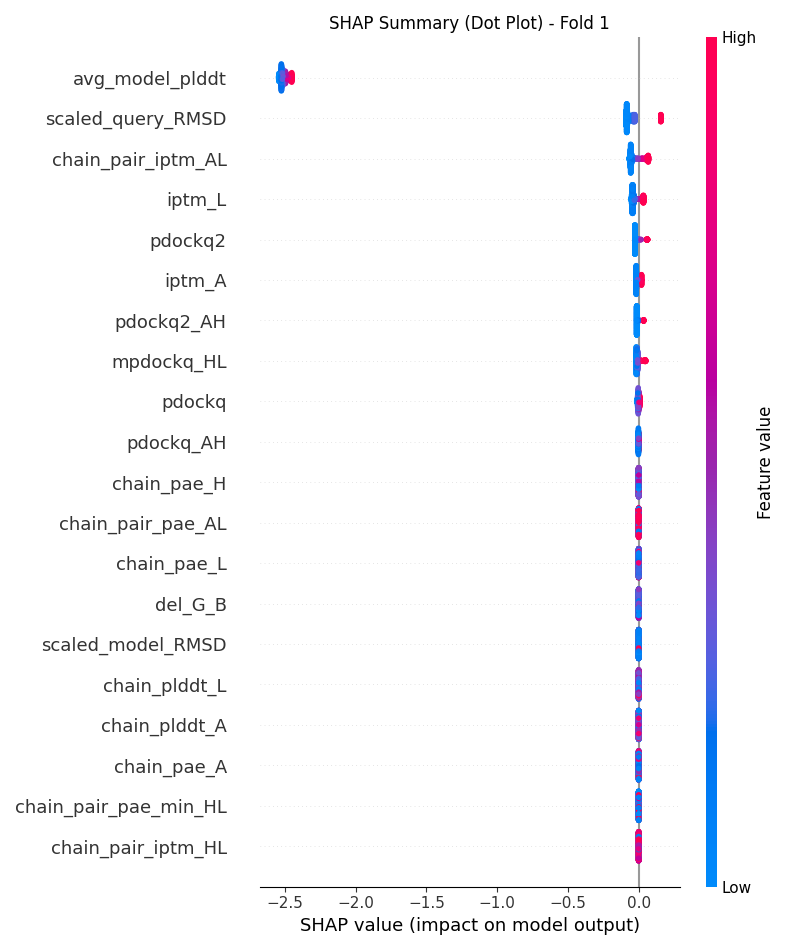 SHAP Summary (Dot Plot) - Fold 1
High
avg_model_plddt
scaled_query_RMSD
chain_pair_iptm_AL
iptm_L
pdockq2
iptm_A
pdockq2_AH
mpdockq_HL
pdockq
pdockq_AH
chain_pae_H
chain_pair_pae_AL
chain_pae_L
del_G_B
scaled_model_RMSD
chain_plddt_L
chain_plddt_A
chain_pae_A
chain_pair_pae_min_HL
chain_pair_iptm_HL
Feature value
Low
−2.5 −2.0 −1.5 −1.0 −0.5 0.0
SHAP value (impact on model output)